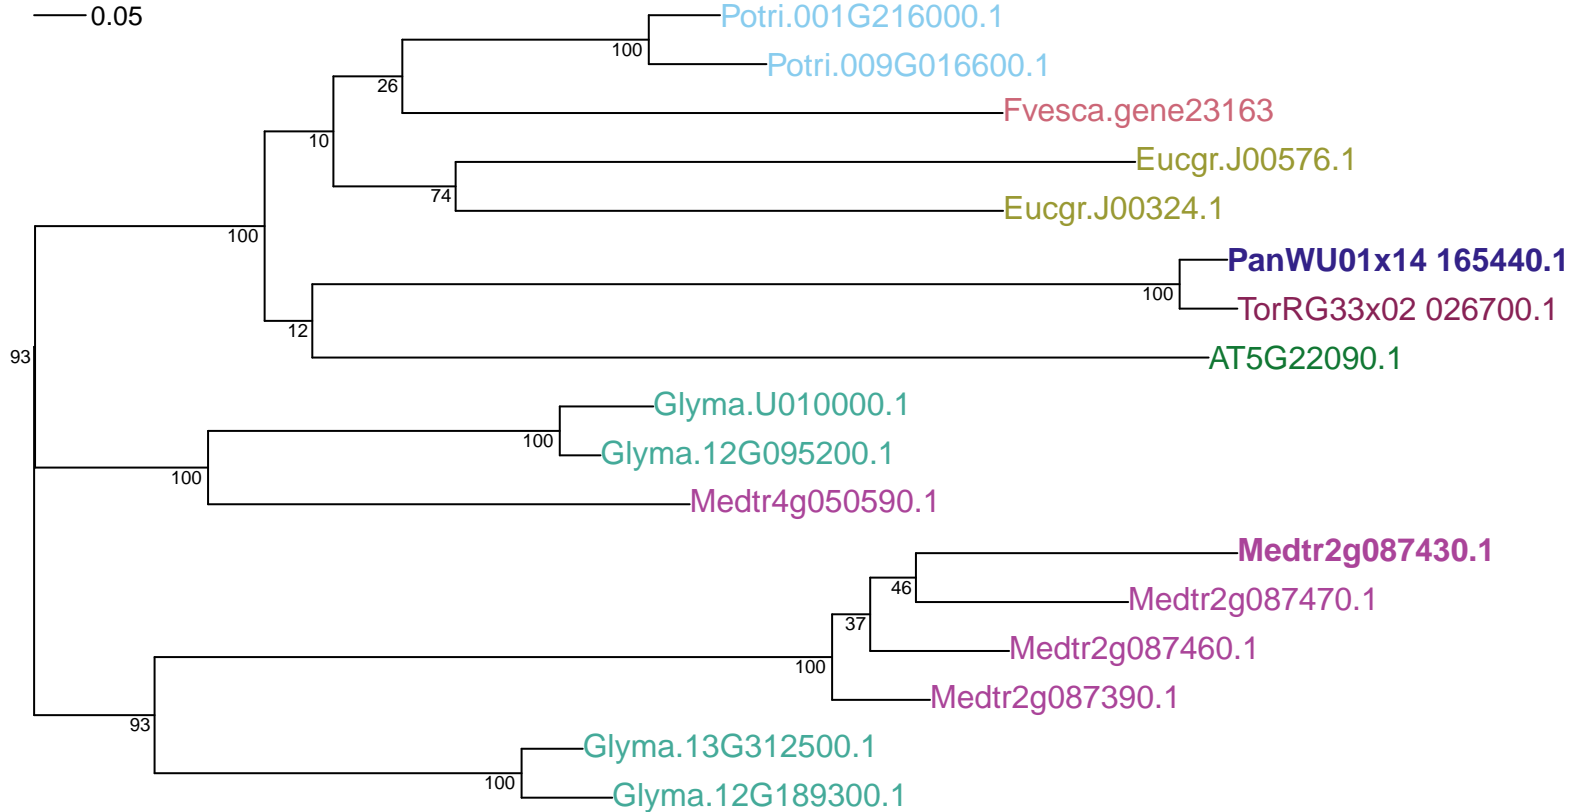 0.05
Potri.001G216000.1
100
Potri.009G016600.1
26
Fvesca.gene23163
10
Eucgr.J00576.1
74
Eucgr.J00324.1
100
PanWU01x14 165440.1
100
TorRG33x02 026700.1
12
AT5G22090.1
93
Glyma.U010000.1
100
Glyma.12G095200.1
100
Medtr4g050590.1
Medtr2g087430.1
46
Medtr2g087470.1
37
Medtr2g087460.1
100
Medtr2g087390.1
93
Glyma.13G312500.1
100
Glyma.12G189300.1